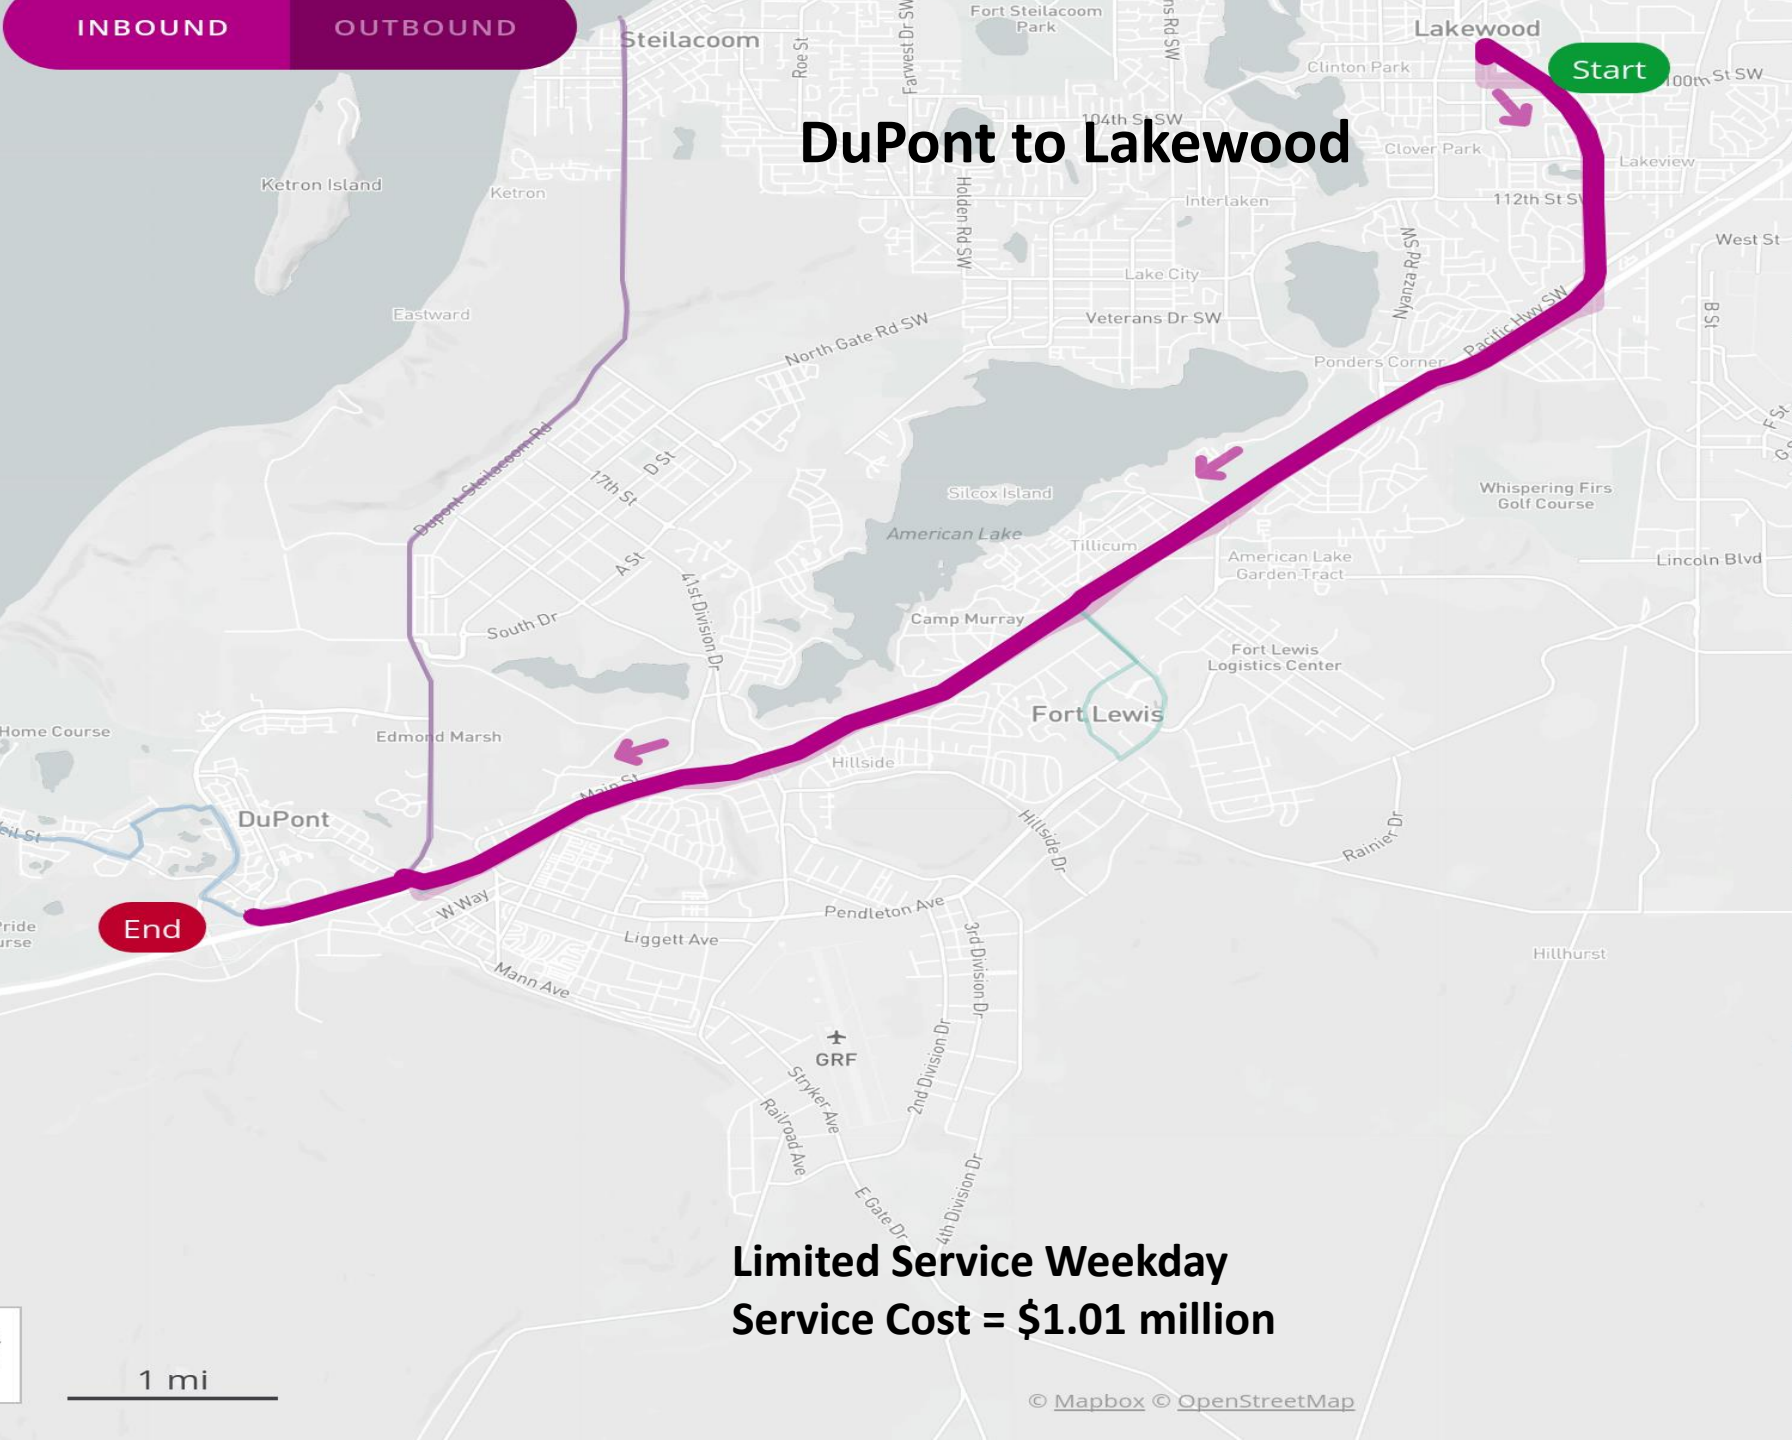 INBOUND
OUTBOUND
Steilacoom
Roe St
Farwest Dr SW
Fort Steilacoom
Park
Lakewood
Start
Clinton Park
100th St SW
104th St SW
DuPont to Lakewood
Clover Park
Lakeview
Ketron Island
Ketron
Holden Rd SW
Interlaken
112th St SW
Nyanza Rd SW
West St
Lake City
Eastward
Veterans Dr SW
North Gate Rd SW
Pacific Hwy SW
B St
Ponders Corner
F St
Dupont-Steilacoom Rd
D St
17th St
Silcox Island
Whispering Firs
Golf Course
American Lake
Tillicum
A St
American Lake
Garden Tract
Lincoln Blvd
41st Division Dr
South Dr
Camp Murray
Fort Lewis
Logistics Center
Home Course
Edmond Marsh
Fort Lewis
Hillside
Main St
DuPont
Hillside Dr
Rainier Dr
End
W Way
Pendleton Ave
Liggett Ave
3rd Division Dr
Hillhurst
Mann Ave
GRF
2nd Division Dr
Stryker Ave
Railroad Ave
E Gate Dr
4th Division Dr
Limited Service Weekday
Service Cost = $1.01 million
1 mi
© Mapbox © OpenStreetMap